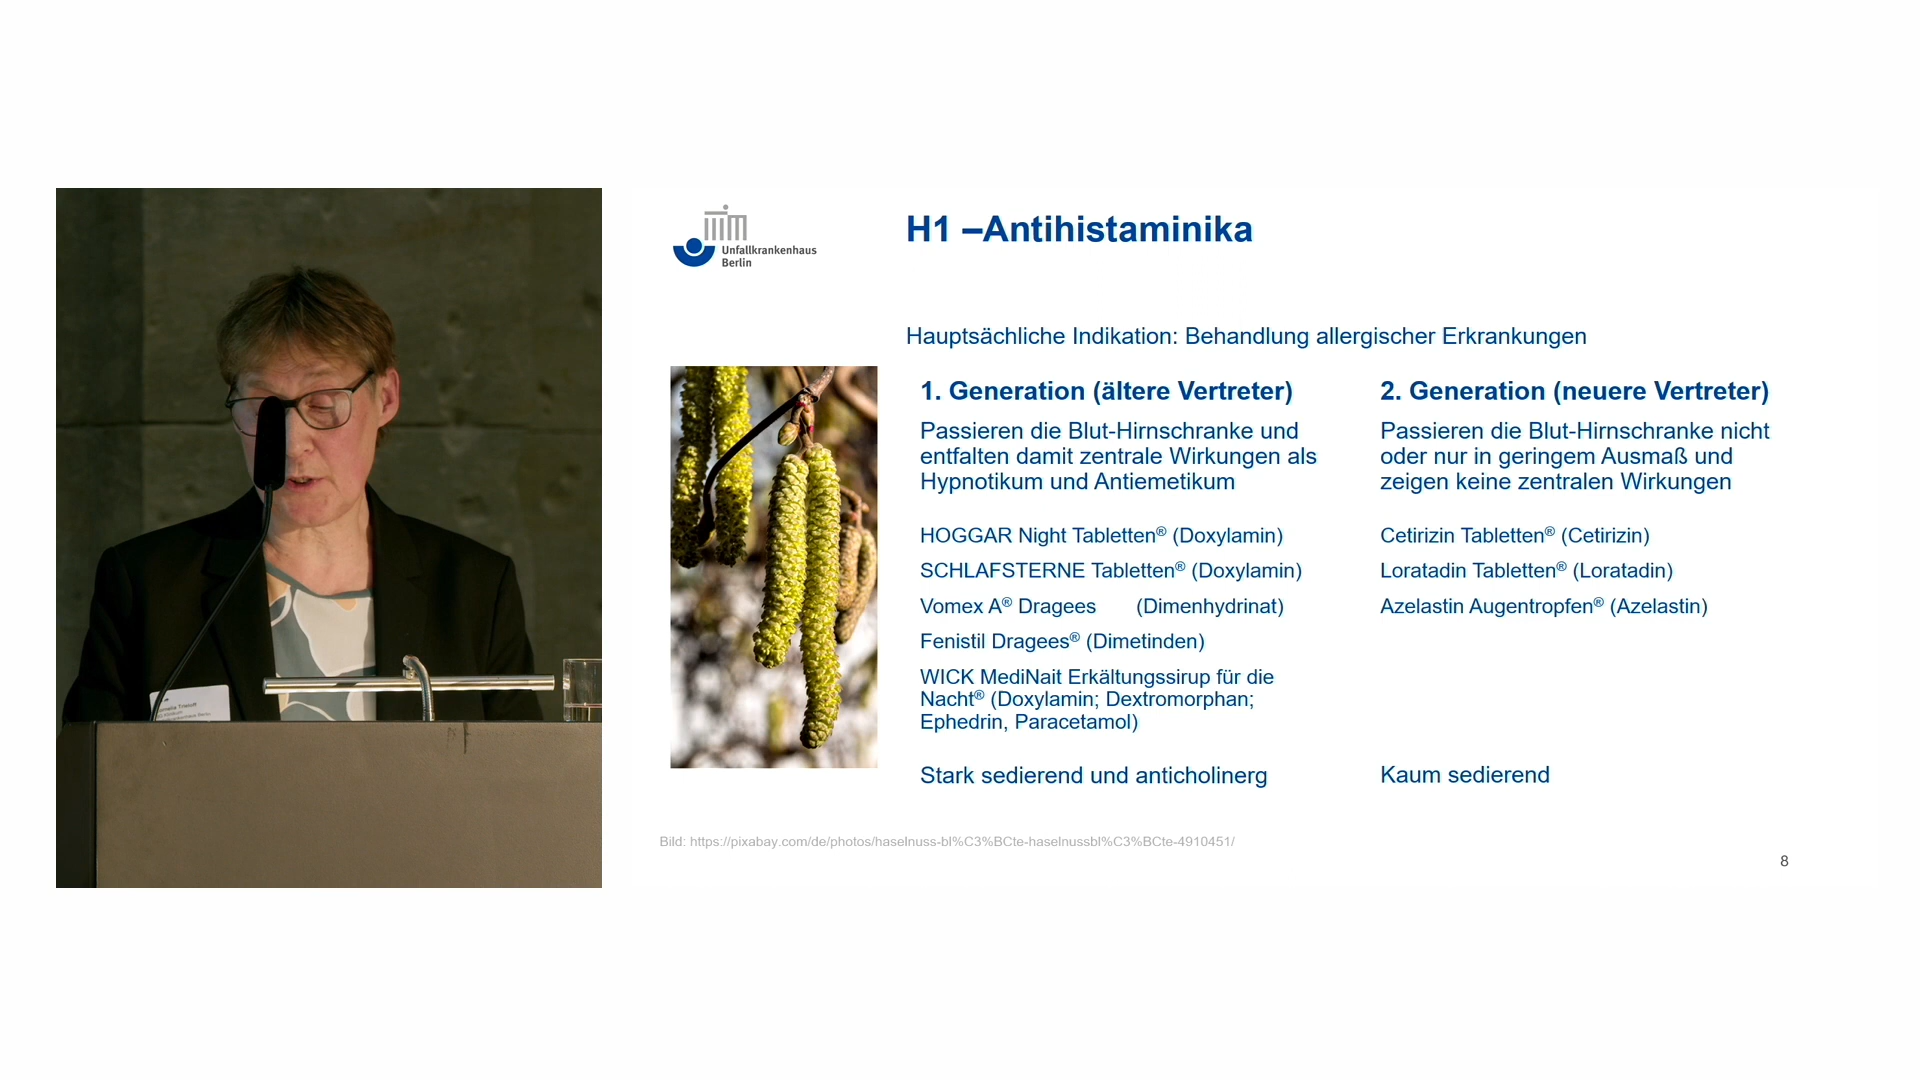 Unfallkrankenhaus
Berlin
H1 –Antihistaminika
Hauptsächliche Indikation: Behandlung allergischer Erkrankungen
1. Generation (ältere Vertreter)
Passieren die Blut-Hirnschranke und
entfalten damit zentrale Wirkungen als
Hypnotikum und Antiemetikum
HOGGAR Night Tabletten® (Doxylamin)
SCHLAFSTERNE Tabletten® (Doxylamin)
Vomex A® Dragees (Dimenhydrinat)
Fenistil Dragees® (Dimetinden)
WICK MediNait Erkältungssirup für die
Nacht® (Doxylamin; Dextromorphan;
Ephedrin, Paracetamol)
Stark sedierend und anticholinerg
2. Generation (neuere Vertreter)
Passieren die Blut-Hirnschranke nicht
oder nur in geringem Ausmaß und
zeigen keine zentralen Wirkungen
Cetirizin Tabletten® (Cetirizin)
Loratadin Tabletten® (Loratadin)
Azelastin Augentropfen® (Azelastin)
Kaum sedierend
Bild: https://pixabay.com/de/photos/haselnuss-bl%C3%BCte-haselnussbl%C3%BCte-4910451/
8